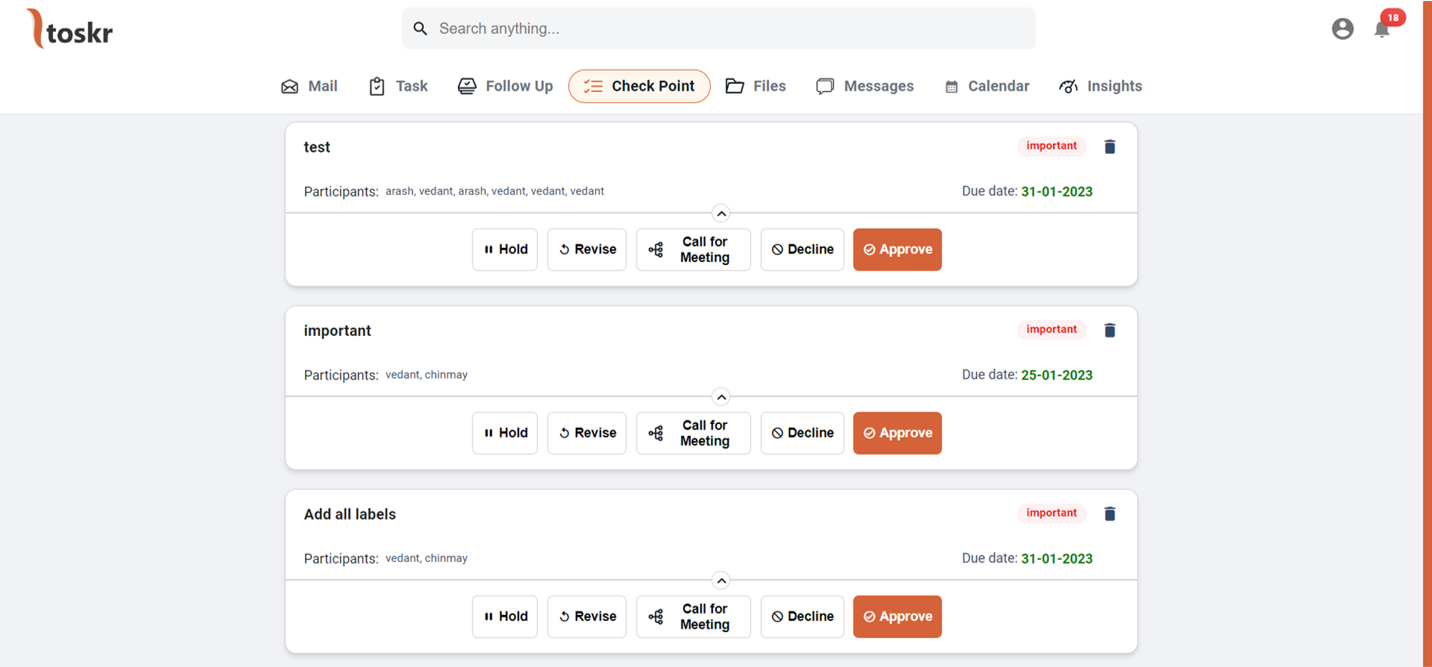 toskr
Search anything...
18
Mail Task Follow Up Check Point Files Messages Calendar Insights
test important
Participants: arash, vedant, arash, vedant, vedant, vedant Due date: 31-01-2023
Hold Revise Call for Meeting Decline Approve
important important
Participants: vedant, chinmay Due date: 25-01-2023
Hold Revise Call for Meeting Decline Approve
Add all labels important
Participants: vedant, chinmay Due date: 31-01-2023
Hold Revise Call for Meeting Decline Approve